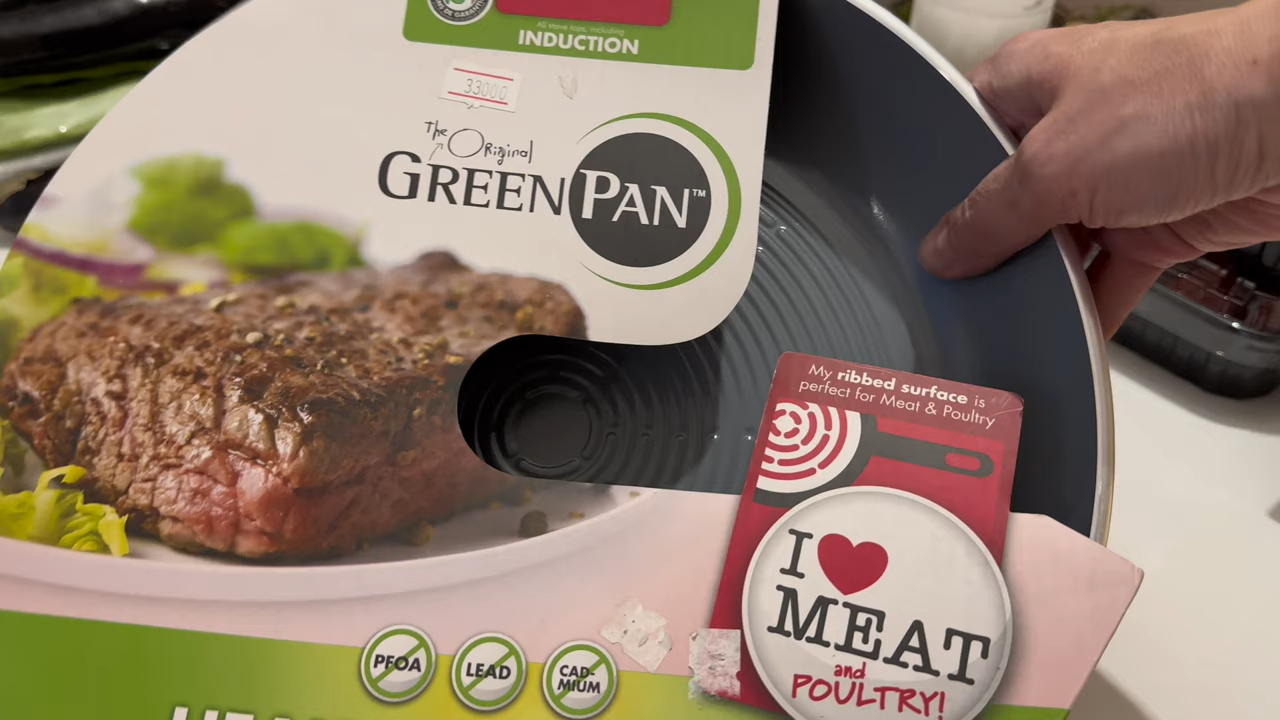 All stove tops, including
INDUCTION
33000
The Original
GREENPAN™
My ribbed surface is
perfect for Meat & Poultry
I ♥
MEAT
and
POULTRY!
PFOA
LEAD
CAD-
MIUM